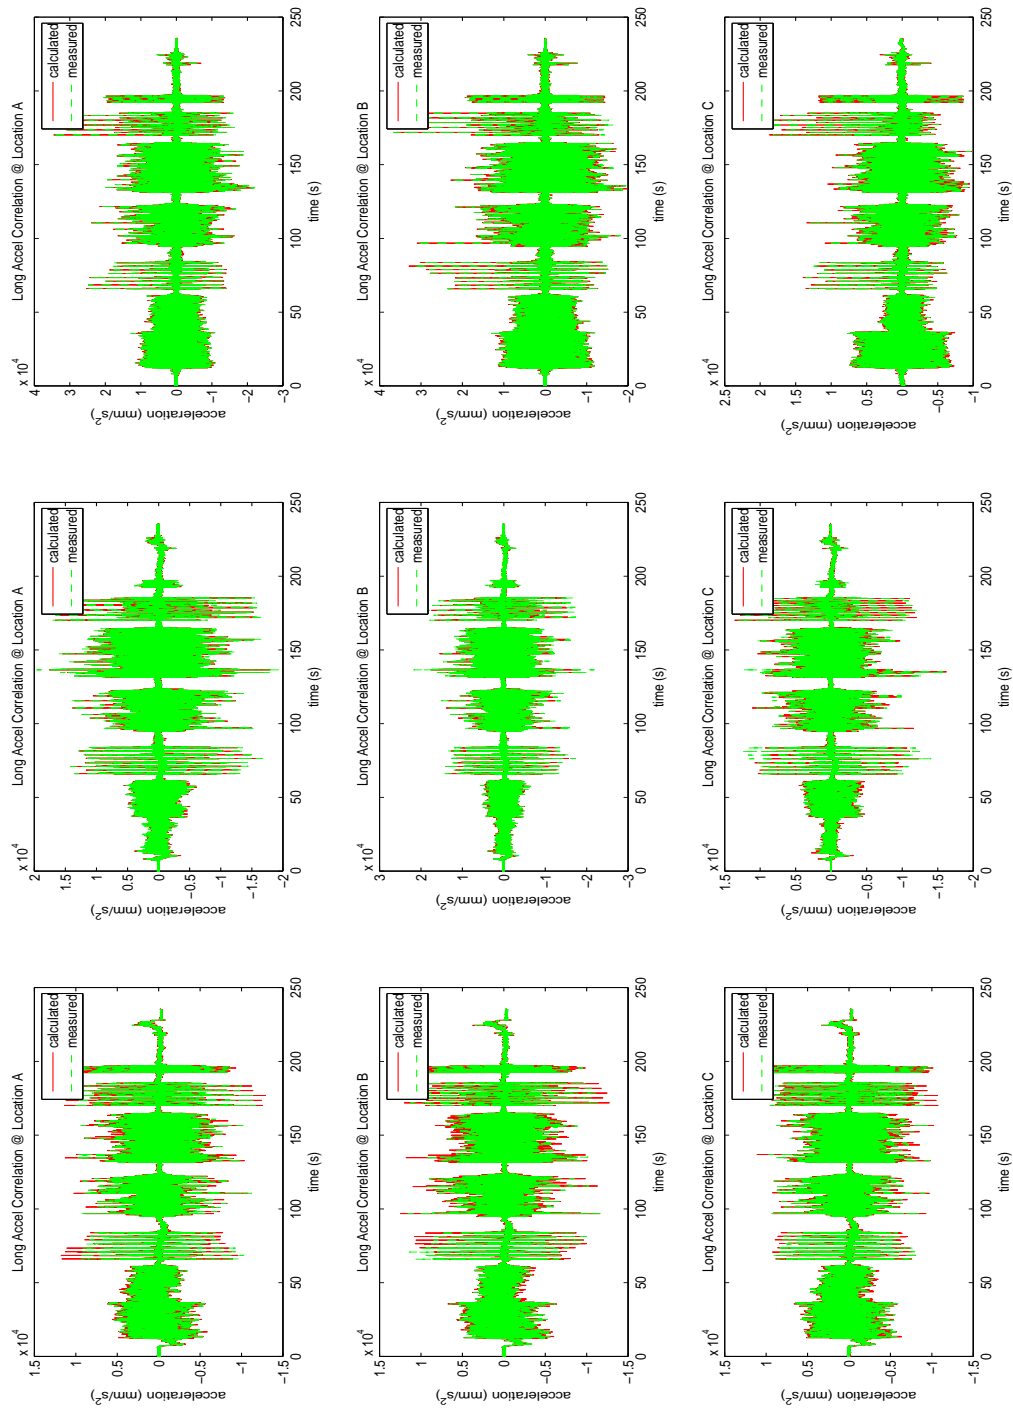 x 10^4 Long Accel Correlation @ Location A
calculated
measured
1.5
1
0.5
0
−0.5
−1
−1.5
acceleration (mm/s²)
0 50 100 150 200 250
time (s)
x 10^4 Long Accel Correlation @ Location A
calculated
measured
2
1.5
1
0.5
0
−0.5
−1
−1.5
−2
acceleration (mm/s²)
0 50 100 150 200 250
time (s)
x 10^4 Long Accel Correlation @ Location A
calculated
measured
4
3
2
1
0
−1
−2
−3
acceleration (mm/s²)
0 50 100 150 200 250
time (s)
x 10^4 Long Accel Correlation @ Location B
calculated
measured
1.5
1
0.5
0
−0.5
−1
−1.5
acceleration (mm/s²)
0 50 100 150 200 250
time (s)
x 10^4 Long Accel Correlation @ Location B
calculated
measured
3
2
1
0
−1
−2
−3
acceleration (mm/s²)
0 50 100 150 200 250
time (s)
x 10^4 Long Accel Correlation @ Location B
calculated
measured
4
3
2
1
0
−1
−2
acceleration (mm/s²)
0 50 100 150 200 250
time (s)
x 10^4 Long Accel Correlation @ Location C
calculated
measured
1.5
1
0.5
0
−0.5
−1
−1.5
acceleration (mm/s²)
0 50 100 150 200 250
time (s)
x 10^4 Long Accel Correlation @ Location C
calculated
measured
1.5
1
0.5
0
−0.5
−1
−1.5
−2
acceleration (mm/s²)
0 50 100 150 200 250
time (s)
x 10^4 Long Accel Correlation @ Location C
calculated
measured
2.5
2
1.5
1
0.5
0
−0.5
−1
acceleration (mm/s²)
0 50 100 150 200 250
time (s)